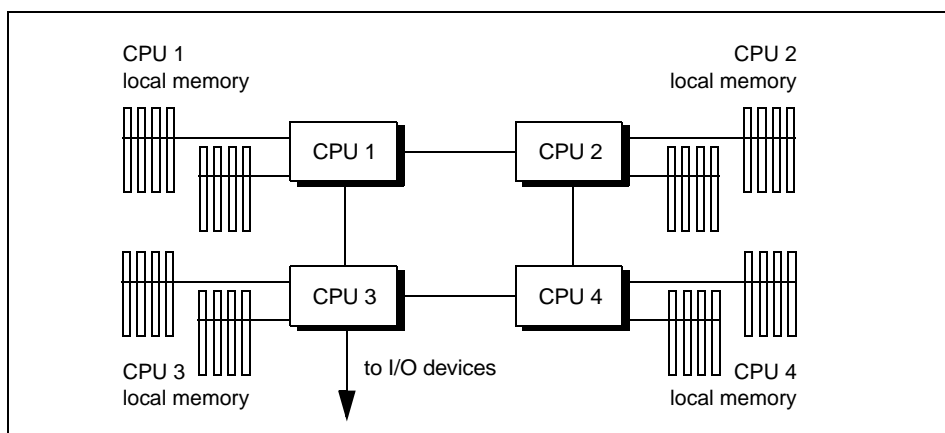 CPU 1
local memory
CPU 2
local memory
CPU 1
CPU 2
CPU 3
CPU 4
to I/O devices
CPU 3
local memory
CPU 4
local memory